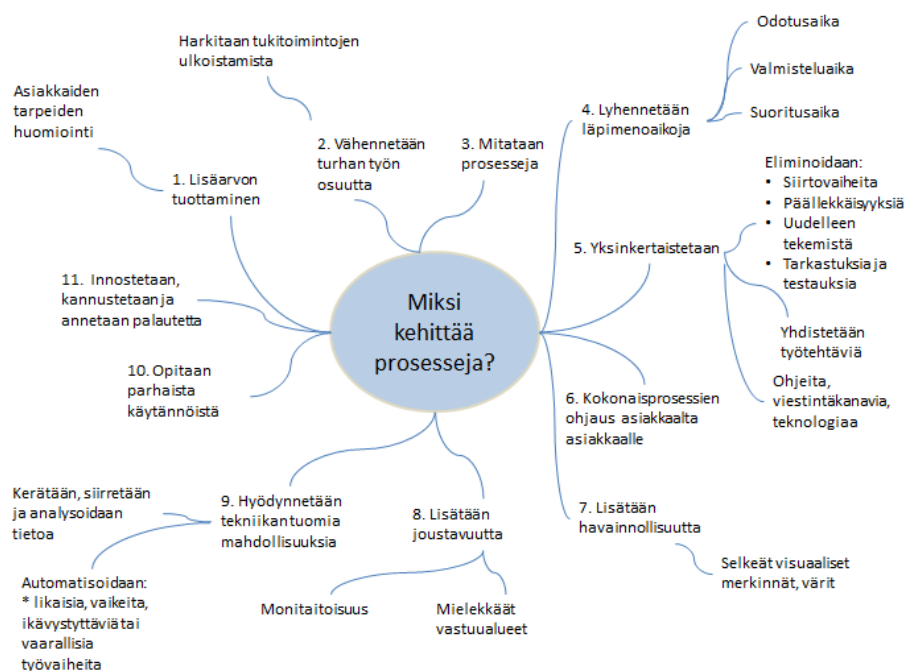 Miksi
kehittää
prosesseja?
Asiakkaiden
tarpeiden
huomiointi
1. Lisäarvon
tuottaminen
Harkitaan tukitoimintojen
ulkoistamista
2. Vähennetään
turhan työn
osuutta
3. Mitataan
prosesseja
4. Lyhennetään
läpimenoaikoja
Odotusaika
Valmisteluaika
Suoritusaika
5. Yksinkertaistetaan
Eliminoidaan:
• Siirtovaiheita
• Päällekkäisyyksiä
• Uudelleen
tekemistä
• Tarkastuksia ja
testauksia
Yhdistetään
työtehtäviä
Ohjeita,
viestintäkanavia,
teknologiaa
6. Kokonaisprosessien
ohjaus asiakkaalta
asiakkaalle
7. Lisätään
havainnollisuutta
Selkeät visuaaliset
merkinnät, värit
8. Lisätään
joustavuutta
Monitaitoisuus
Mielekkäät
vastuualueet
9. Hyödynnetään
tekniikan tuomia
mahdollisuuksia
Kerätään, siirretään
ja analysoidaan
tietoa
Automatisoidaan:
* likaisia, vaikeita,
ikävystyttäviä tai
vaarallisia
työvaiheita
10. Opitaan
parhaista
käytännöistä
11. Innostetaan,
kannustetaan ja
annetaan palautetta